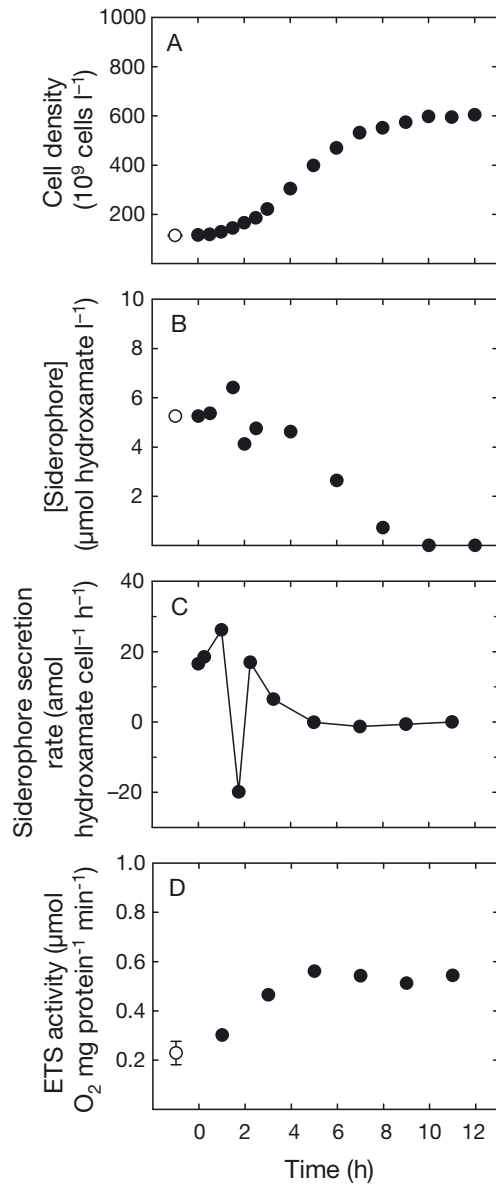 A
1000
800
600
400
200
Cell density
(10⁹ cells l⁻¹)
B
10
8
6
4
2
[Siderophore]
(µmol hydroxamate l⁻¹)
C
40
20
0
−20
Siderophore secretion
rate (amol
hydroxamate cell⁻¹ h⁻¹)
D
1.0
0.8
0.6
0.4
0.2
ETS activity (µmol
O₂ mg protein⁻¹ min⁻¹)
0 2 4 6 8 10 12
Time (h)